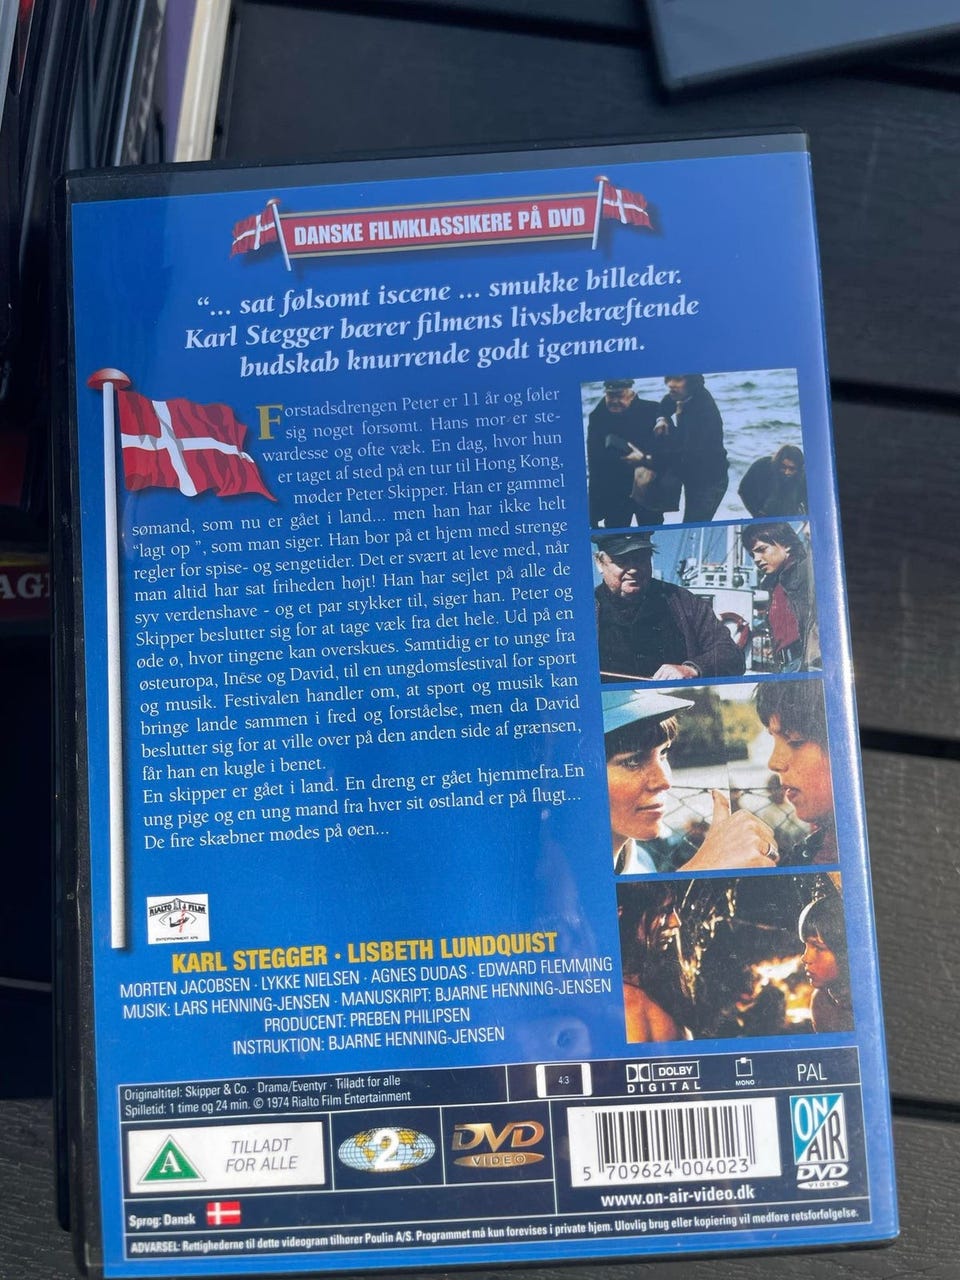 DANSKE FILMKLASSIKERE PÅ DVD
“... sat følsomt iscene ... smukke billeder.
Karl Stegger bærer filmens livsbekræftende
budskab knurrende godt igennem.
Forstadsdrengen Peter er 11 år og føler
sig noget forsømt. Hans mor er ste-
wardesse og ofte væk. En dag, hvor hun
er taget af sted på en tur til Hong Kong,
møder Peter Skipper. Han er gammel
sømand, som nu er gået i land... men han har ikke helt
“lagt op ”, som man siger. Han bor på et hjem med strenge
regler for spise- og sengetider. Det er svært at leve med, når
man altid har sat friheden højt! Han har sejlet på alle de
syv verdenshave - og et par stykker til, siger han. Peter og
Skipper beslutter sig for at tage væk fra det hele. Ud på en
øde ø, hvor tingene kan overskues. Samtidig er to unge fra
østeuropa, Inëse og David, til en ungdomsfestival for sport
og musik. Festivalen handler om, at sport og musik kan
bringe lande sammen i fred og forståelse, men da David
beslutter sig for at ville over på den anden side af grænsen,
får han en kugle i benet.
En skipper er gået i land. En dreng er gået hjemmefra.En
ung pige og en ung mand fra hver sit østland er på flugt...
De fire skæbner mødes på øen...
RIALTO FILM
ENTERTAINMENT APS
KARL STEGGER · LISBETH LUNDQUIST
MORTEN JACOBSEN · LYKKE NIELSEN · AGNES DUDAS · EDWARD FLEMMING
MUSIK: LARS HENNING-JENSEN · MANUSKRIPT: BJARNE HENNING-JENSEN
PRODUCENT: PREBEN PHILIPSEN
INSTRUKTION: BJARNE HENNING-JENSEN
Originaltitel: Skipper & Co. · Drama/Eventyr · Tilladt for alle
Spilletid: 1 time og 24 min. © 1974 Rialto Film Entertainment
4:3
DOLBY
DIGITAL
MONO
PAL
A
TILLADT
FOR ALLE
2
DVD
VIDEO
5 709624 004023
www.on-air-video.dk
ON
AIR
DVD
VIDEO
Sprog: Dansk
ADVARSEL: Rettighederne til dette videogram tilhører Poulin A/S. Programmet må kun forevises i private hjem. Ulovlig brug eller kopiering vil medføre retsforfølgelse.